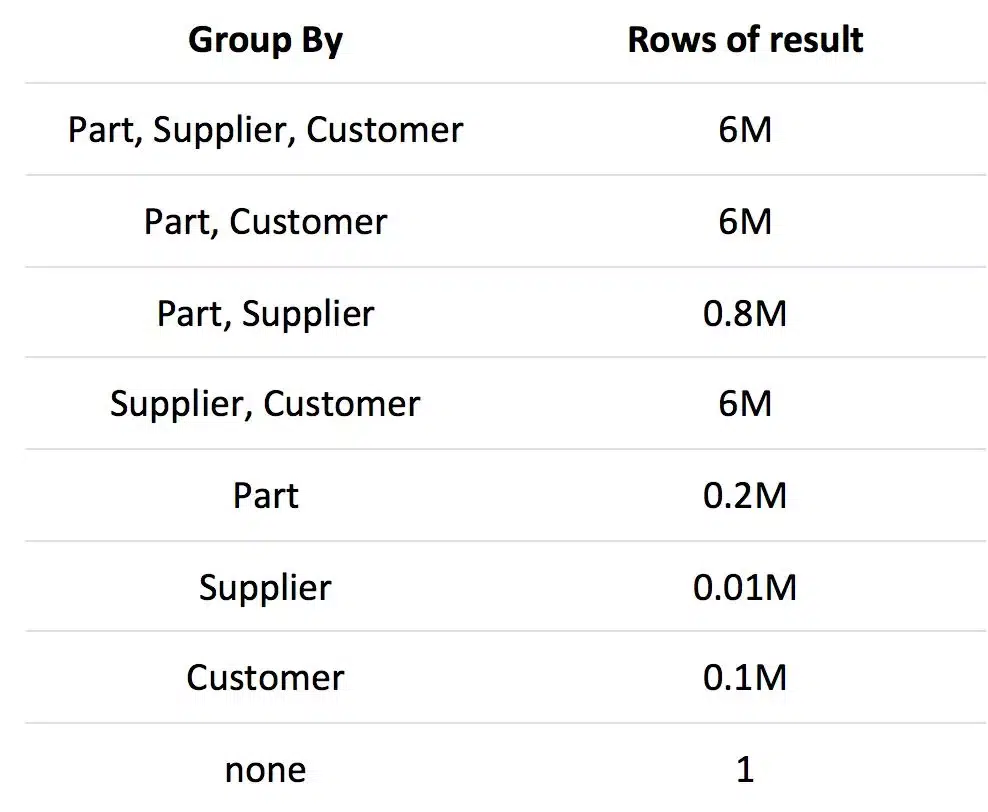 Group By Rows of result
Part, Supplier, Customer 6M
Part, Customer 6M
Part, Supplier 0.8M
Supplier, Customer 6M
Part 0.2M
Supplier 0.01M
Customer 0.1M
none 1